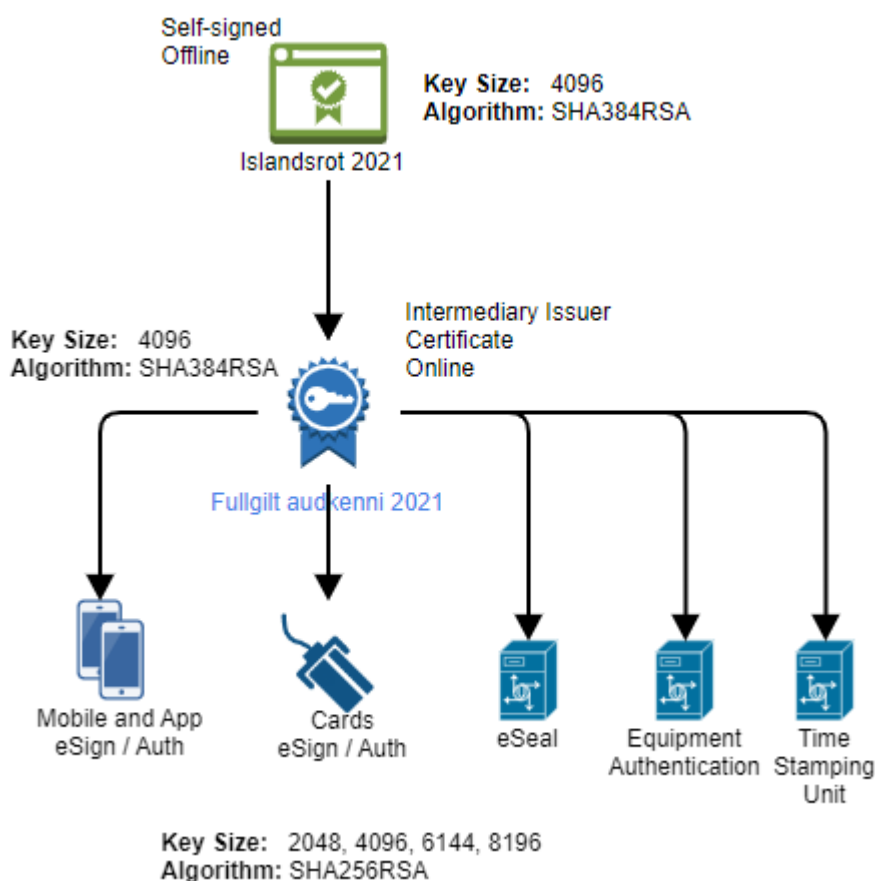 Self-signed
Offline
Key Size: 4096
Algorithm: SHA384RSA
Islandsrot 2021
Intermediary Issuer
Certificate
Online
Key Size: 4096
Algorithm: SHA384RSA
Fullgilt audkenni 2021
Mobile and App
eSign / Auth
Cards
eSign / Auth
eSeal
Equipment
Authentication
Time
Stamping
Unit
Key Size: 2048, 4096, 6144, 8196
Algorithm: SHA256RSA